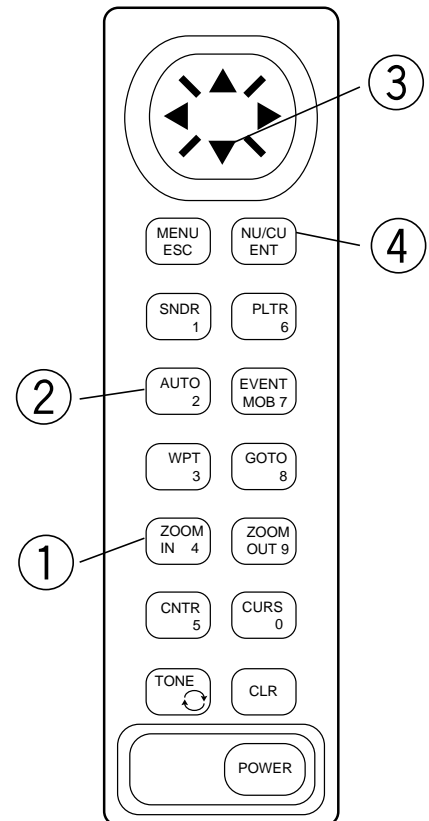 ③
MENU
ESC
NU/CU
ENT
④
SNDR
1
PLTR
6
②
AUTO
2
EVENT
MOB 7
WPT
3
GOTO
8
①
ZOOM
IN 4
ZOOM
OUT 9
CNTR
5
CURS
0
TONE
CLR
POWER